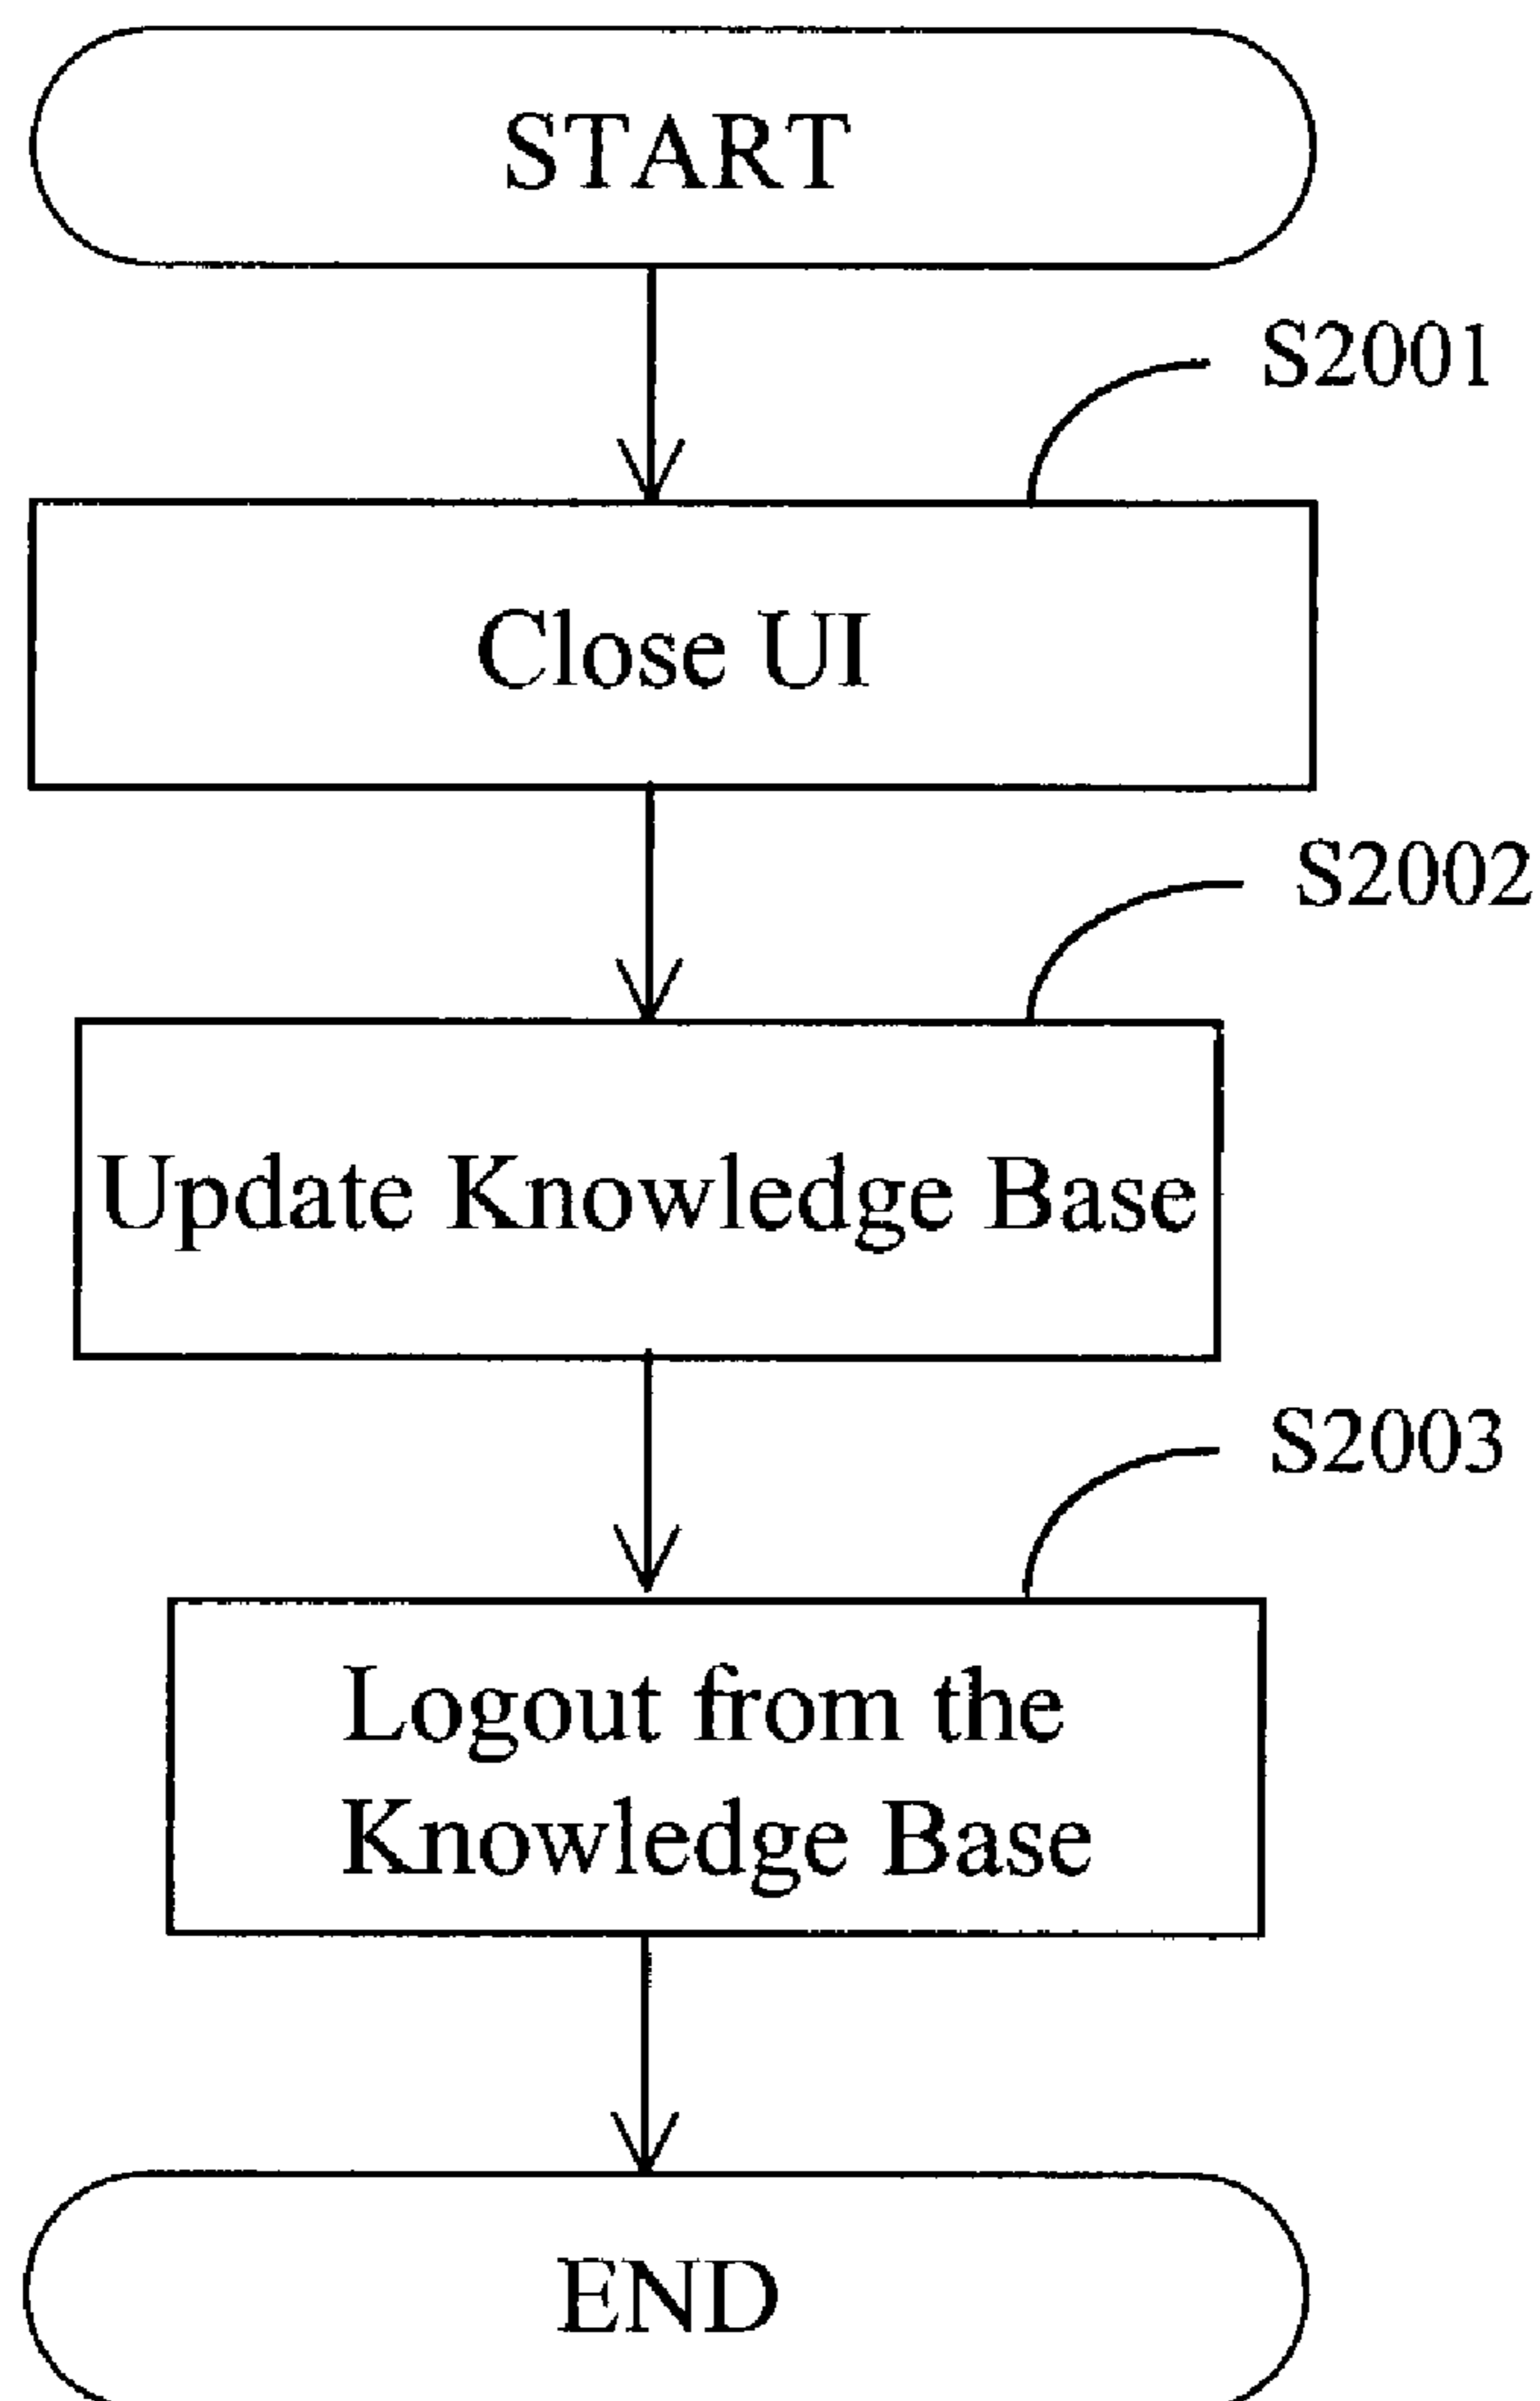 START
S2001
Close UI
S2002
Update Knowledge Base
S2003
Logout from the
Knowledge Base
END